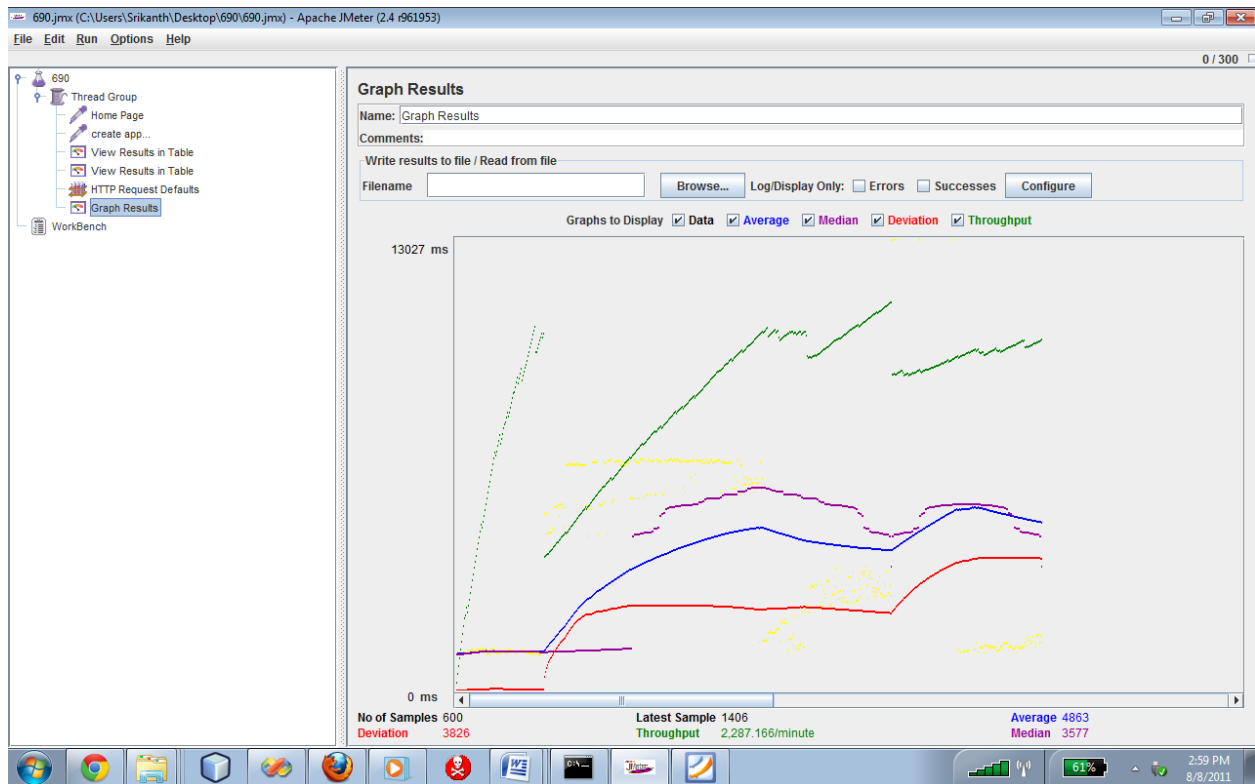 690.jmx (C:\Users\Srikanth\Desktop\690\690.jmx) - Apache JMeter (2.4 r961953)
File Edit Run Options Help
0 / 300
690
Thread Group
Home Page
create app...
View Results in Table
View Results in Table
HTTP Request Defaults
Graph Results
WorkBench
Graph Results
Name: Graph Results
Comments:
Write results to file / Read from file
Filename Browse... Log/Display Only: Errors Successes Configure
Graphs to Display Data Average Median Deviation Throughput
13027 ms
0 ms
No of Samples 600 Latest Sample 1406 Average 4863
Deviation 3826 Throughput 2,287.166/minute Median 3577
61%
2:59 PM
8/8/2011